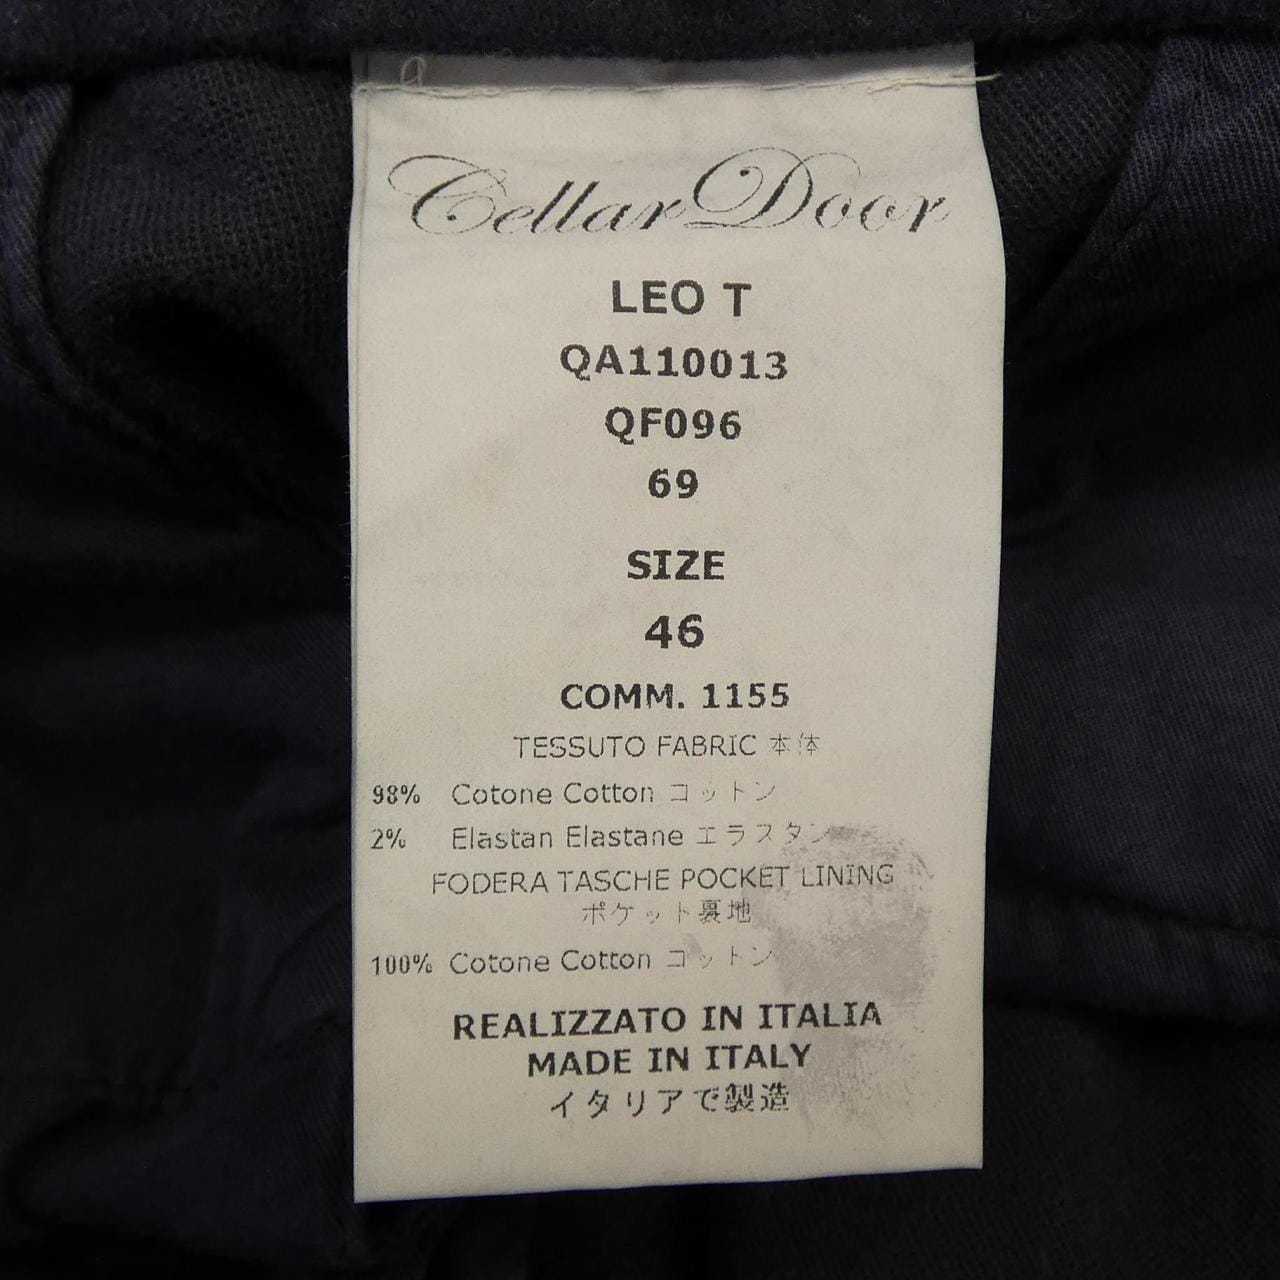 Cellar Door
LEO T
QA110013
QF096
69
SIZE
46
COMM. 1155
TESSUTO FABRIC 本体
98% Cotone Cotton コットン
2% Elastan Elastane エラスタン
FODERA TASCHE POCKET LINING
ポケット裏地
100% Cotone Cotton コットン
REALIZZATO IN ITALIA
MADE IN ITALY
イタリアで製造